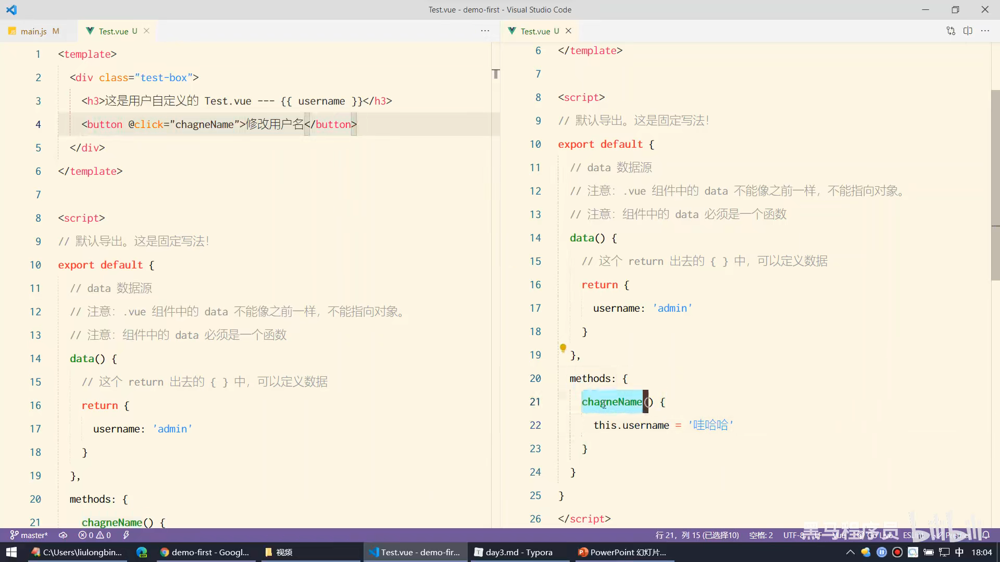 Test.vue - demo-first - Visual Studio Code
main.js M
Test.vue U
1 <template>
2 <div class="test-box">
3 <h3>这是用户自定义的 Test.vue --- {{ username }}</h3>
4 <button @click="chagneName">修改用户名</button>
5 </div>
6 </template>
7
8 <script>
9 // 默认导出。这是固定写法!
10 export default {
11 // data 数据源
12 // 注意: .vue 组件中的 data 不能像之前一样，不能指向对象。
13 // 注意: 组件中的 data 必须是一个函数
14 data() {
15 // 这个 return 出去的 { } 中，可以定义数据
16 return {
17 username: 'admin'
18 }
19 },
20 methods: {
21 chagneName() {
Test.vue U
6 </template>
7
8 <script>
9 // 默认导出。这是固定写法!
10 export default {
11 // data 数据源
12 // 注意: .vue 组件中的 data 不能像之前一样，不能指向对象。
13 // 注意: 组件中的 data 必须是一个函数
14 data() {
15 // 这个 return 出去的 { } 中，可以定义数据
16 return {
17 username: 'admin'
18 }
19 },
20 methods: {
21 chagneName() {
22 this.username = '哇哈哈'
23 }
24 }
25 }
26 </script>
黑马程序员 bilibili
master* 0 0 行 21，列 15 (已选择10) 空格: 2 UTF-8 LF Vue Go Live ESLint Prettier
C:\Users\liulongbin... demo-first - Googl... 视频 Test.vue - demo-fir... day3.md - Typora PowerPoint 幻灯片... 中 18:04